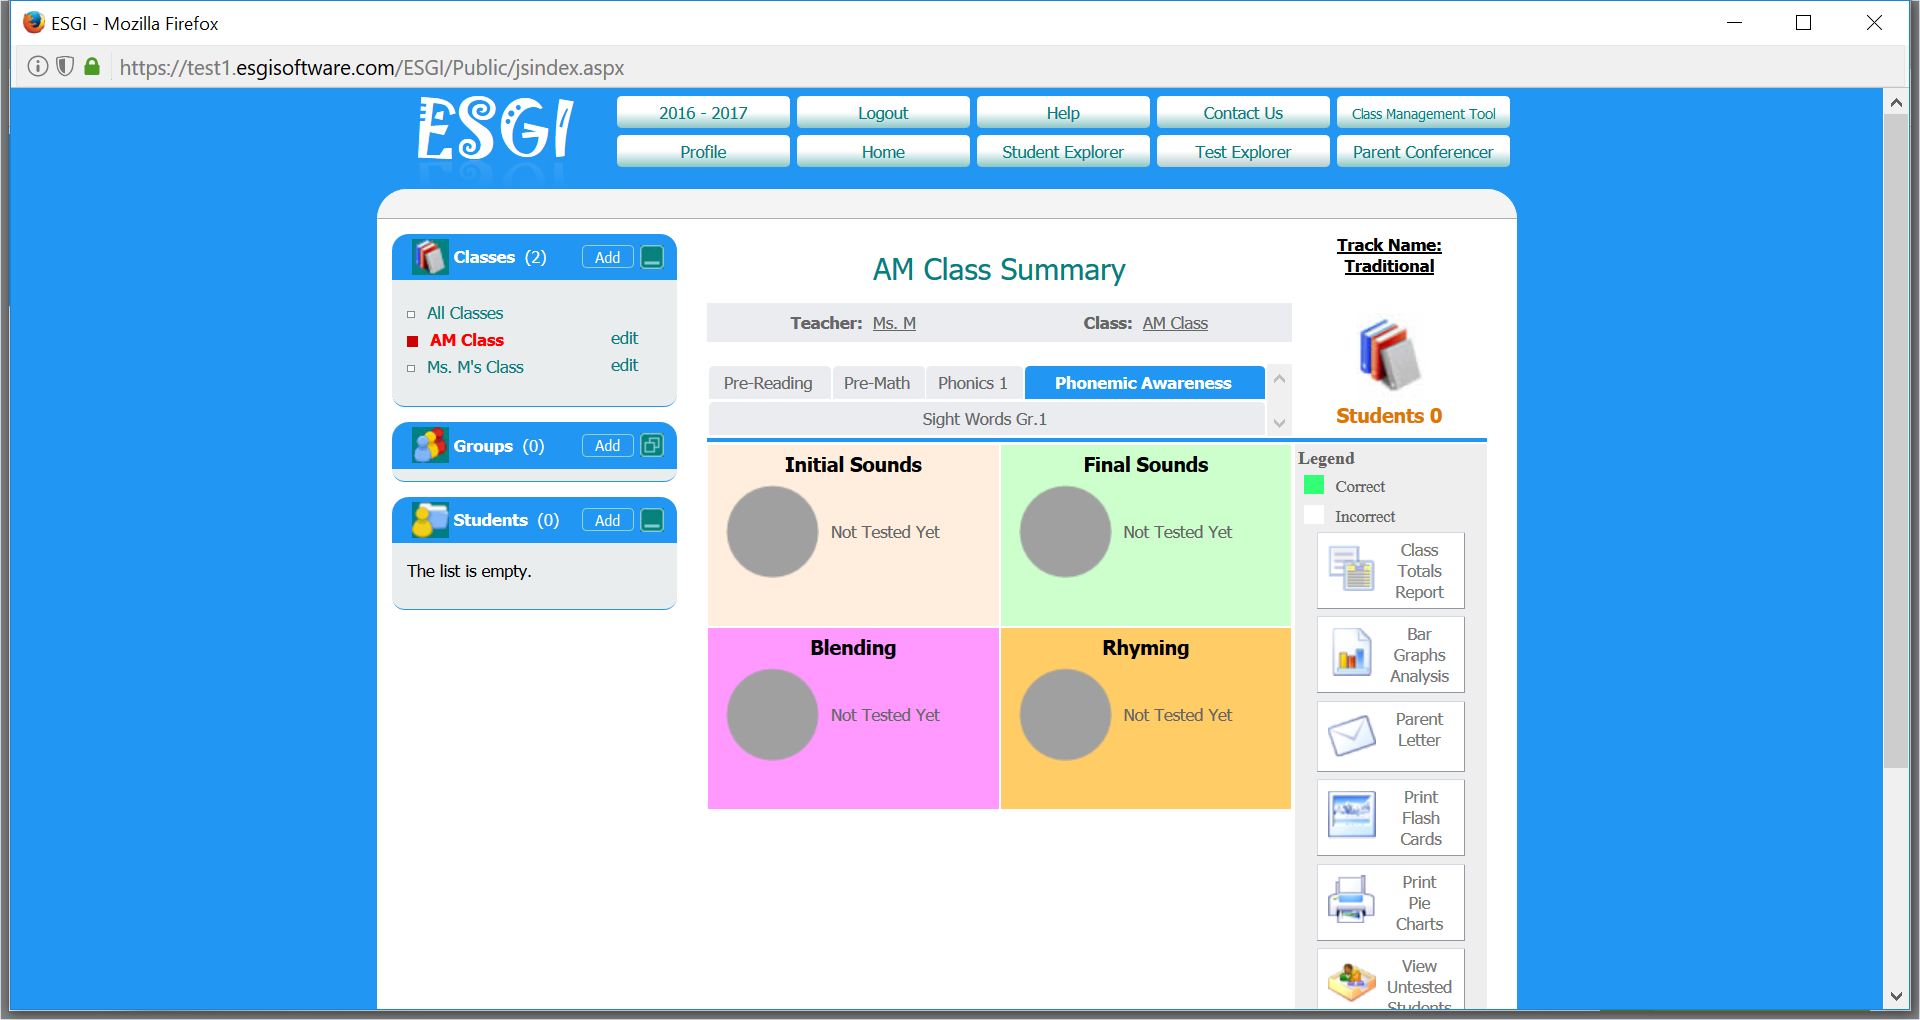 ESGI - Mozilla Firefox
https://test1.esgisoftware.com/ESGI/Public/jsindex.aspx
ESGI
2016 - 2017
Logout
Help
Contact Us
Class Management Tool
Profile
Home
Student Explorer
Test Explorer
Parent Conferencer
Classes (2)
Add
All Classes
AM Class
edit
Ms. M's Class
edit
Groups (0)
Add
Students (0)
Add
The list is empty.
AM Class Summary
Teacher: Ms. M
Class: AM Class
Pre-Reading
Pre-Math
Phonics 1
Phonemic Awareness
Sight Words Gr.1
Track Name:
Traditional
Students 0
Initial Sounds
Not Tested Yet
Final Sounds
Not Tested Yet
Blending
Not Tested Yet
Rhyming
Not Tested Yet
Legend
Correct
Incorrect
Class
Totals
Report
Bar
Graphs
Analysis
Parent
Letter
Print
Flash
Cards
Print
Pie
Charts
View
Untested
Students